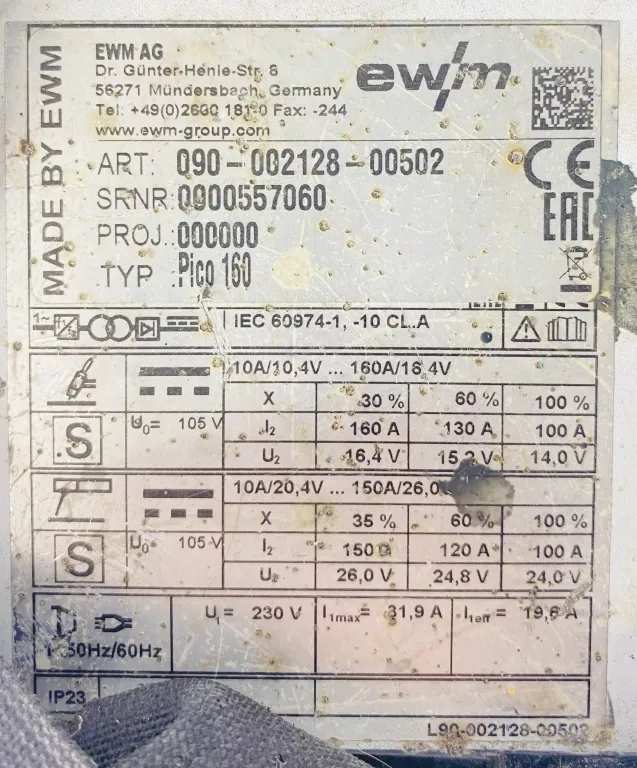 MADE BY EWM
EWM AG
Dr. Günter-Henle-Str. 8
56271 Mündersbach, Germany
Tel: +49(0)2680 181-0 Fax: -244
www.ewm-group.com
ewm
ART: 090-002128-00502
CE
SRNR: 0000557060
EAC
PROJ.: 000000
TYP : Pico 160
1~
IEC 60974-1, -10 CL.A
10A/10,4V ... 160A/16,4V
X 30 % 60 % 100 %
S U₀= 105 V I₂ 160 A 130 A 100 A
U₂ 16,4 V 15,2 V 14,0 V
10A/20,4V ... 150A/26,0
X 35 % 60 % 100 %
S U₀= 105 V I₂ 150 60 120 A 100 A
U₂ 26,0 V 24,8 V 24,0 V
U₁= 230 V I₁max= 31,9 A I₁eff = 19,6 A
50Hz/60Hz
IP23
L90-002128-00502